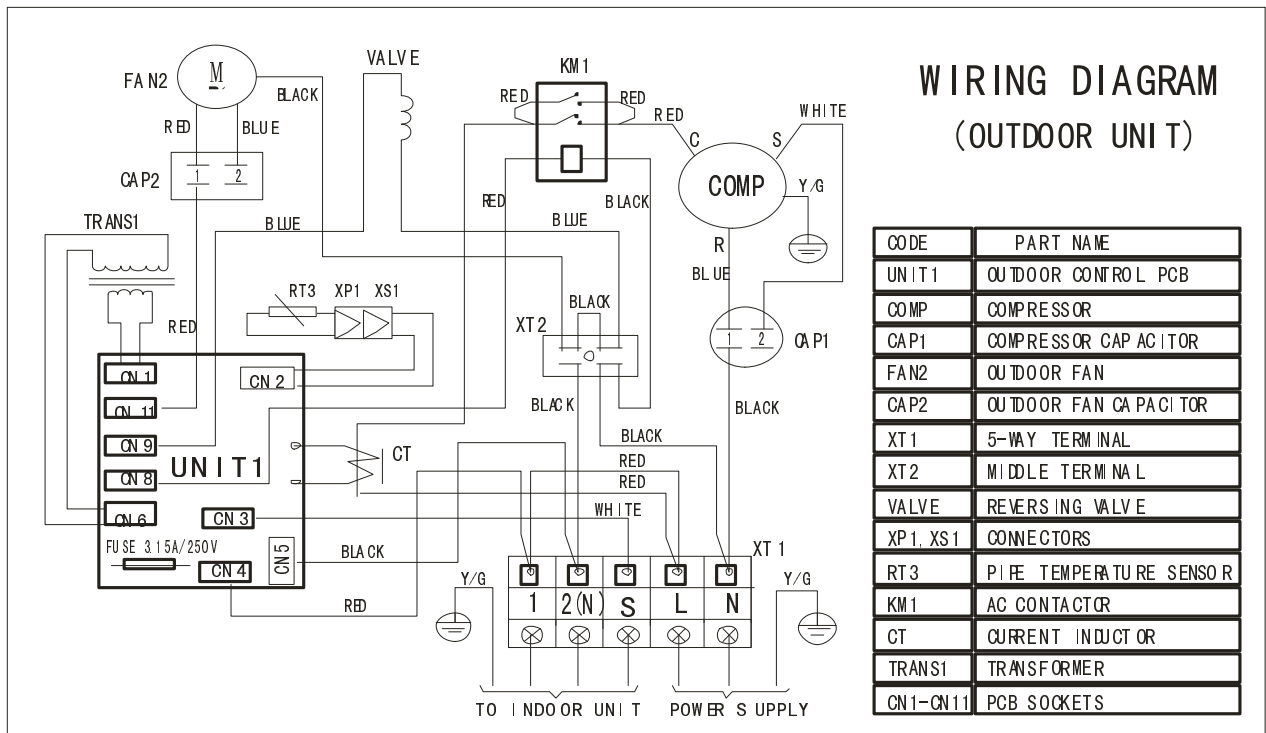 WIRING DIAGRAM
(OUTDOOR UNIT)
VALVE
KM1
FAN2
M
BLACK
RED
RED
RED
WHITE
RED
BLUE
C
S
CAP2
1
2
COMP
Y/G
TRANS1
BLUE
RED
BLUE
BLACK
R
BLUE
RT3
XP1
XS1
BLACK
RED
XT2
1
2
CAP1
CN 1
CN 2
CN 11
BLACK
BLACK
CN 9
BLACK
UNIT1
CT
RED
CN 8
RED
CN 6
CN 3
WHITE
FUSE 3.15A/250V
CN 5
BLACK
XT 1
CN 4
Y/G
Y/G
RED
1
2(N)
S
L
N
TO INDOOR UNIT
POWER SUPPLY
CODE PART NAME
UNIT1 OUTDOOR CONTROL PCB
COMP COMPRESSOR
CAP1 COMPRESSOR CAPACITOR
FAN2 OUTDOOR FAN
CAP2 OUTDOOR FAN CAPACITOR
XT1 5-WAY TERMINAL
XT2 MIDDLE TERMINAL
VALVE REVERSING VALVE
XP1, XS1 CONNECTORS
RT3 PIPE TEMPERATURE SENSOR
KM1 AC CONTACTOR
CT CURRENT INDUCTOR
TRANS1 TRANSFORMER
CN1-CN11 PCB SOCKETS